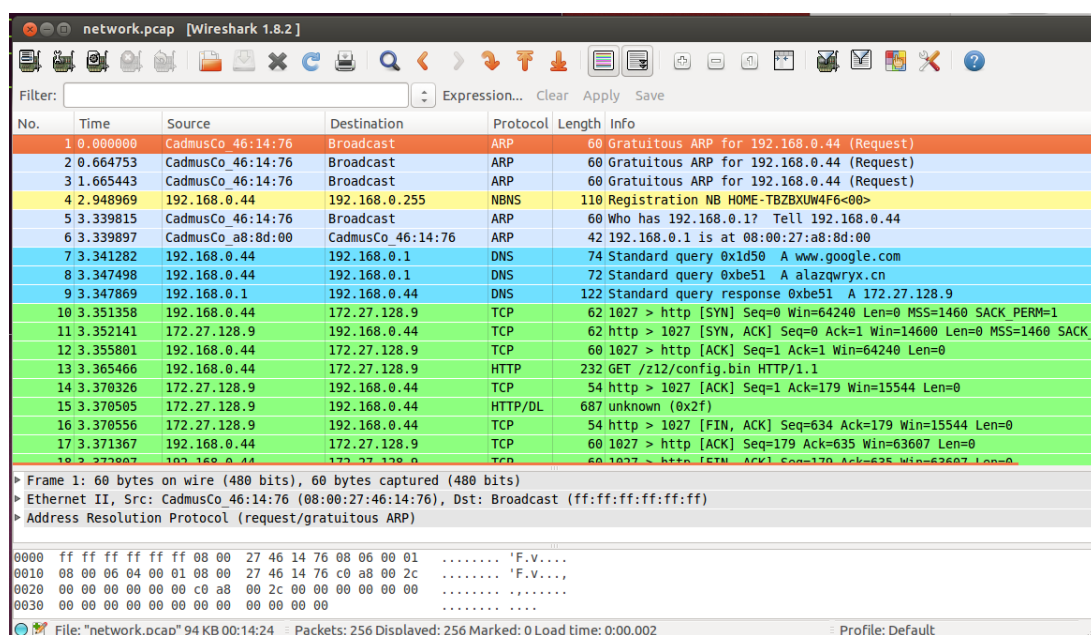 network.pcap [Wireshark 1.8.2 ]
Filter: Expression... Clear Apply Save
No. Time Source Destination Protocol Length Info
1 0.000000 CadmusCo_46:14:76 Broadcast ARP 60 Gratuitous ARP for 192.168.0.44 (Request)
2 0.664753 CadmusCo_46:14:76 Broadcast ARP 60 Gratuitous ARP for 192.168.0.44 (Request)
3 1.665443 CadmusCo_46:14:76 Broadcast ARP 60 Gratuitous ARP for 192.168.0.44 (Request)
4 2.948969 192.168.0.44 192.168.0.255 NBNS 110 Registration NB HOME-TBZBXUW4F6<00>
5 3.339815 CadmusCo_46:14:76 Broadcast ARP 60 Who has 192.168.0.1? Tell 192.168.0.44
6 3.339897 CadmusCo_a8:8d:00 CadmusCo_46:14:76 ARP 42 192.168.0.1 is at 08:00:27:a8:8d:00
7 3.341282 192.168.0.44 192.168.0.1 DNS 74 Standard query 0x1d50 A www.google.com
8 3.347498 192.168.0.44 192.168.0.1 DNS 72 Standard query 0xbe51 A alazqwryx.cn
9 3.347869 192.168.0.1 192.168.0.44 DNS 122 Standard query response 0xbe51 A 172.27.128.9
10 3.351358 192.168.0.44 172.27.128.9 TCP 62 1027 > http [SYN] Seq=0 Win=64240 Len=0 MSS=1460 SACK_PERM=1
11 3.352141 172.27.128.9 192.168.0.44 TCP 62 http > 1027 [SYN, ACK] Seq=0 Ack=1 Win=14600 Len=0 MSS=1460 SACK_
12 3.355801 192.168.0.44 172.27.128.9 TCP 60 1027 > http [ACK] Seq=1 Ack=1 Win=64240 Len=0
13 3.365466 192.168.0.44 172.27.128.9 HTTP 232 GET /z12/config.bin HTTP/1.1
14 3.370326 172.27.128.9 192.168.0.44 TCP 54 http > 1027 [ACK] Seq=1 Ack=179 Win=15544 Len=0
15 3.370505 172.27.128.9 192.168.0.44 HTTP/DL 687 unknown (0x2f)
16 3.370556 172.27.128.9 192.168.0.44 TCP 54 http > 1027 [FIN, ACK] Seq=634 Ack=179 Win=15544 Len=0
17 3.371367 192.168.0.44 172.27.128.9 TCP 60 1027 > http [ACK] Seq=179 Ack=635 Win=63607 Len=0
18 3.372807 192.168.0.44 172.27.128.9 TCP 60 1027 > http [FIN, ACK] Seq=179 Ack=635 Win=63607 Len=0
Frame 1: 60 bytes on wire (480 bits), 60 bytes captured (480 bits)
Ethernet II, Src: CadmusCo_46:14:76 (08:00:27:46:14:76), Dst: Broadcast (ff:ff:ff:ff:ff:ff)
Address Resolution Protocol (request/gratuitous ARP)
0000 ff ff ff ff ff ff 08 00 27 46 14 76 08 06 00 01 ........ 'F.v....
0010 08 00 06 04 00 01 08 00 27 46 14 76 c0 a8 00 2c ........ 'F.v...,
0020 00 00 00 00 00 00 c0 a8 00 2c 00 00 00 00 00 00 ........ .,......
0030 00 00 00 00 00 00 00 00 00 00 00 00 ........ ....
File: "network.pcap" 94 KB 00:14:24 Packets: 256 Displayed: 256 Marked: 0 Load time: 0:00.002 Profile: Default